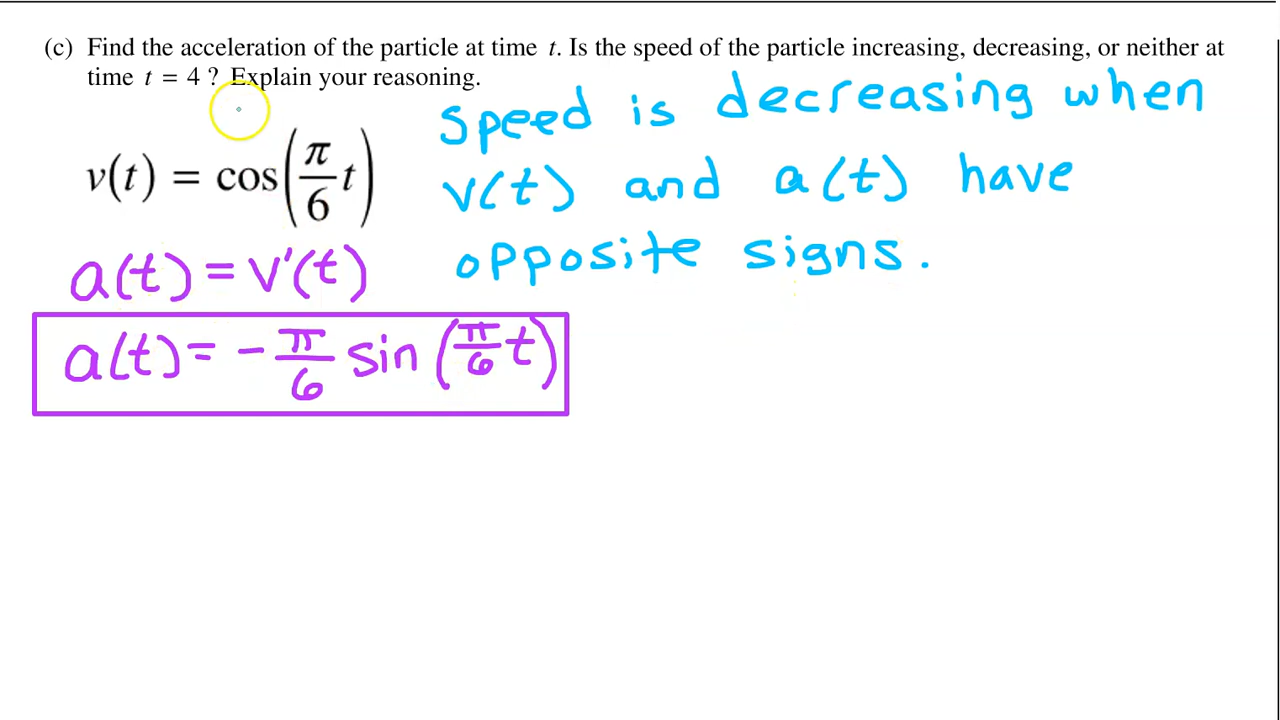 (c) Find the acceleration of the particle at time t. Is the speed of the particle increasing, decreasing, or neither at
time t = 4 ? Explain your reasoning.
speed is decreasing when
v(t) = cos(π/6 t)
v(t) and a(t) have
opposite signs.
a(t) = v'(t)
a(t) = - π/6 sin (π/6 t)